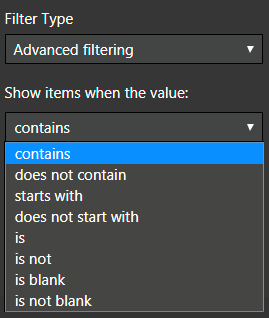 Filter Type
Advanced filtering
Show items when the value:
contains
contains
does not contain
starts with
does not start with
is
is not
is blank
is not blank